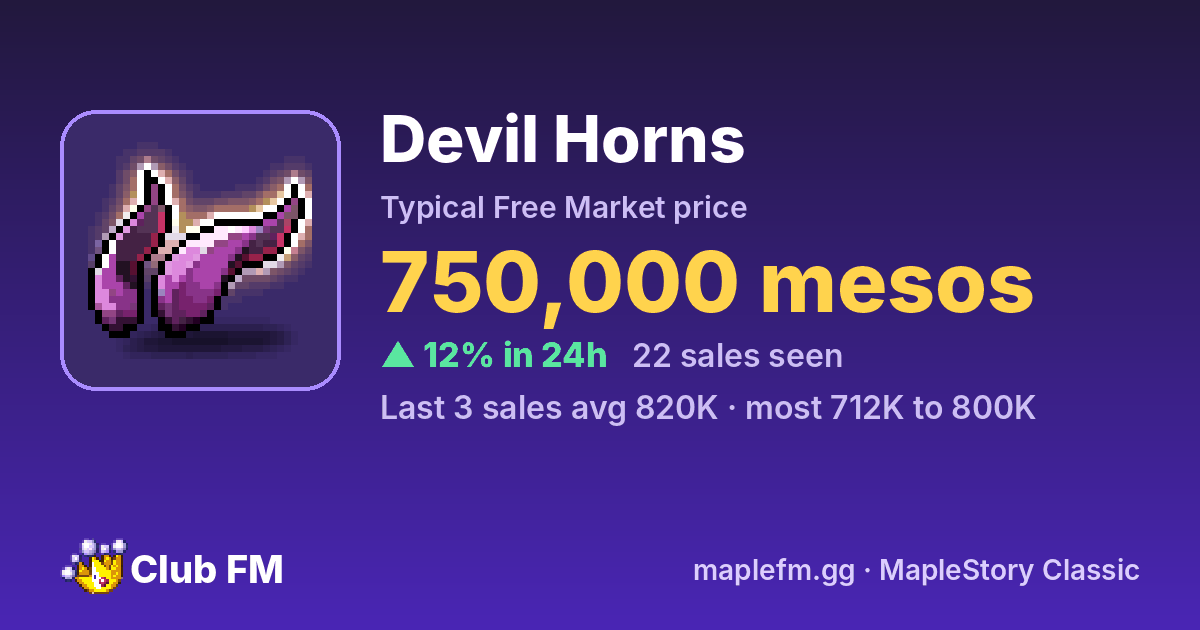 Devil Horns
Typical Free Market price
750,000 mesos
▲ 12% in 24h 22 sales seen
Last 3 sales avg 820K · most 712K to 800K
Club FM
maplefm.gg · MapleStory Classic